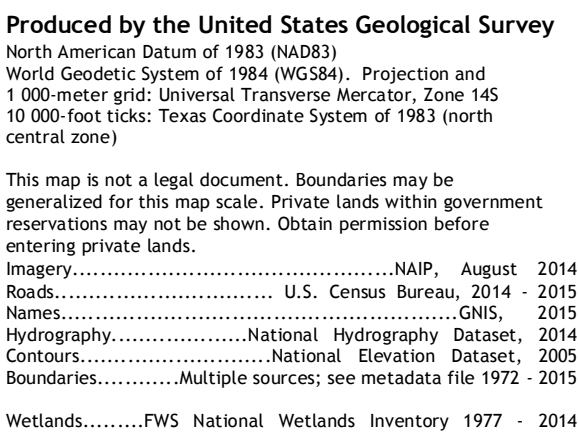 Produced by the United States Geological Survey
North American Datum of 1983 (NAD83)
World Geodetic System of 1984 (WGS84). Projection and
1 000-meter grid: Universal Transverse Mercator, Zone 14S
10 000-foot ticks: Texas Coordinate System of 1983 (north
central zone)
This map is not a legal document. Boundaries may be
generalized for this map scale. Private lands within government
reservations may not be shown. Obtain permission before
entering private lands.
Imagery..............................................NAIP, August 2014
Roads................................ U.S. Census Bureau, 2014 - 2015
Names.......................................................GNIS, 2015
Hydrography...................National Hydrography Dataset, 2014
Contours............................National Elevation Dataset, 2005
Boundaries............Multiple sources; see metadata file 1972 - 2015
Wetlands.........FWS National Wetlands Inventory 1977 - 2014